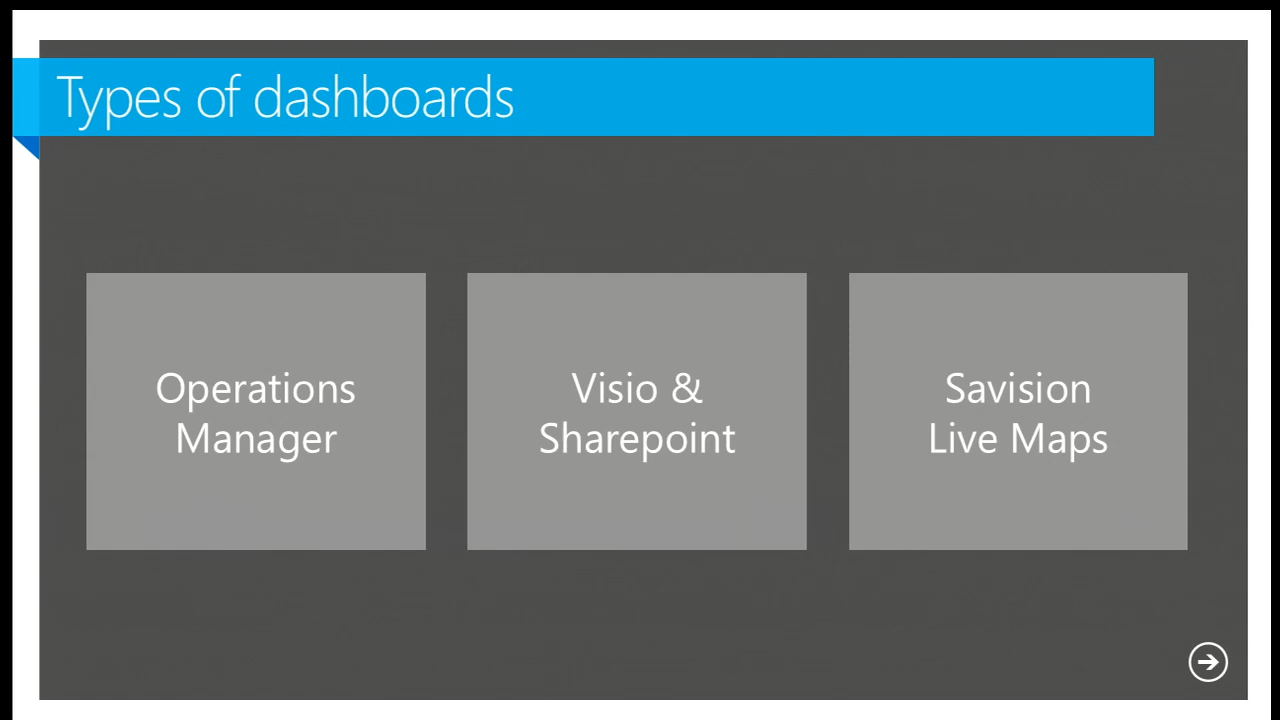 Types of dashboards
Operations
Manager
Visio &
Sharepoint
Savision
Live Maps